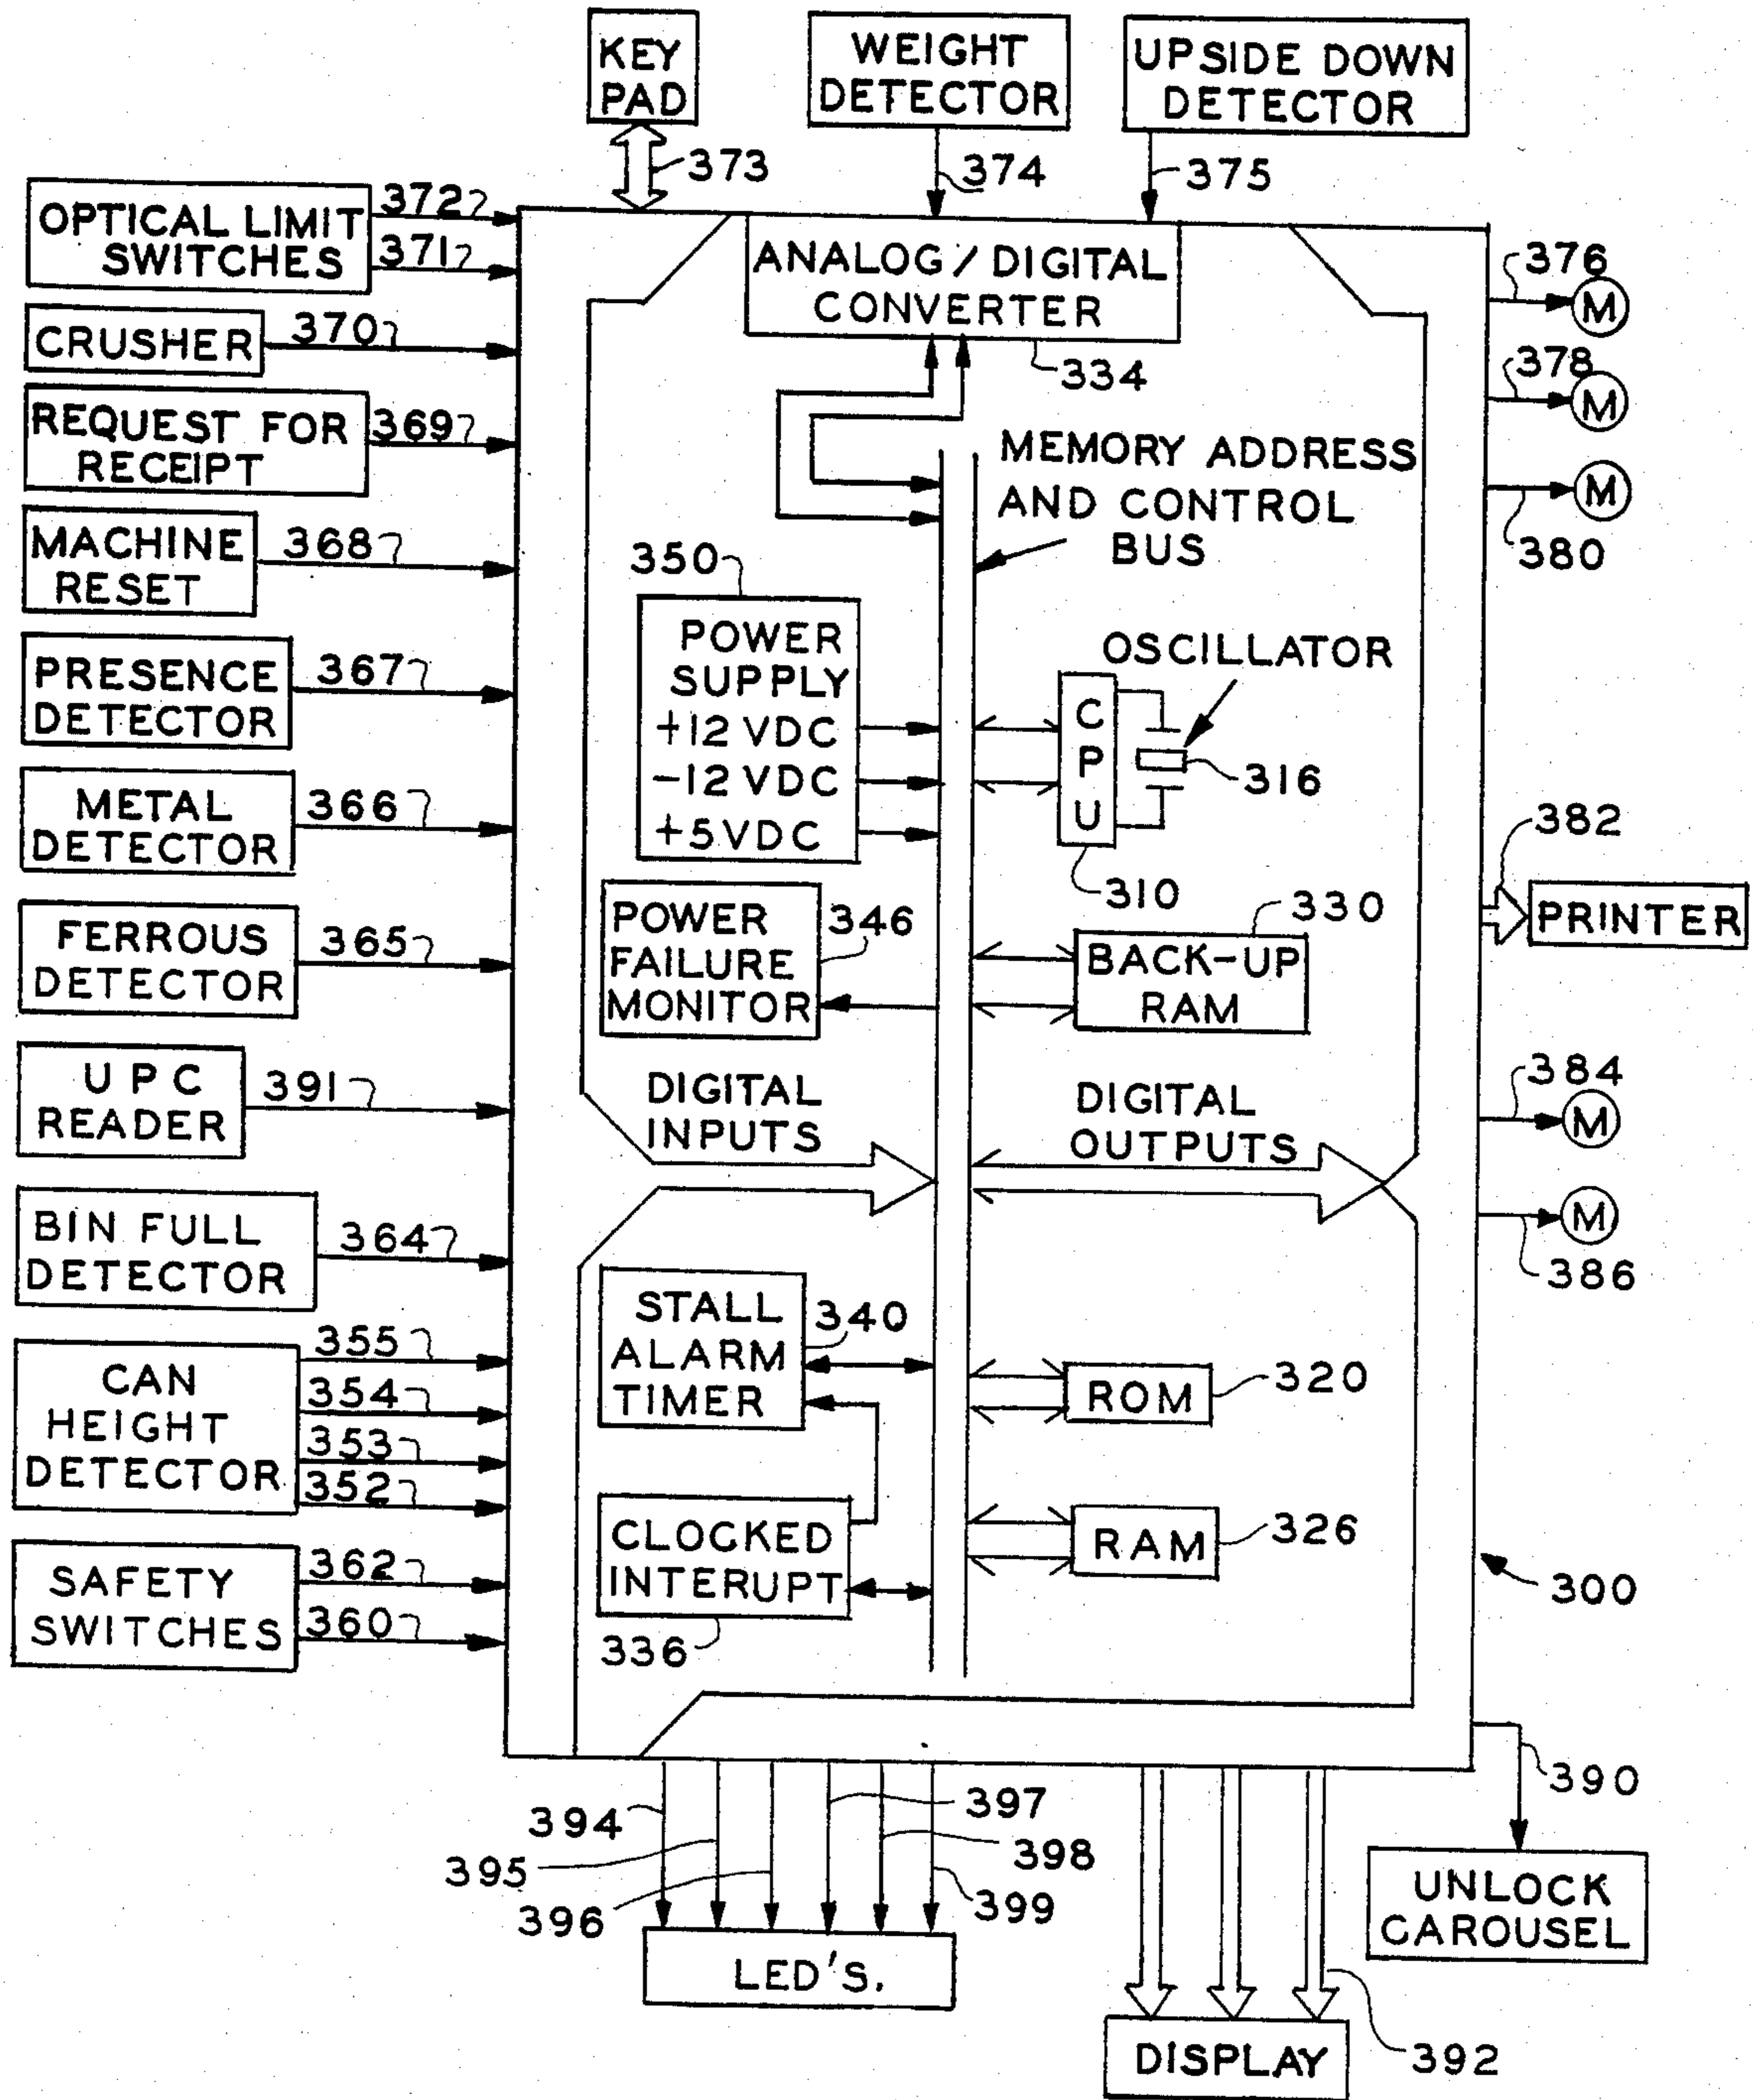 KEY
PAD
WEIGHT
DETECTOR
UPSIDE DOWN
DETECTOR
373
374
375
OPTICAL LIMIT
SWITCHES
372
371
CRUSHER
370
REQUEST FOR
RECEIPT
369
MACHINE
RESET
368
PRESENCE
DETECTOR
367
METAL
DETECTOR
366
FERROUS
DETECTOR
365
UPC
READER
391
BIN FULL
DETECTOR
364
CAN
HEIGHT
DETECTOR
355
354
353
352
SAFETY
SWITCHES
362
360
ANALOG / DIGITAL
CONVERTER
334
MEMORY ADDRESS
AND CONTROL
BUS
350
POWER
SUPPLY
+12 VDC
-12 VDC
+5 VDC
OSCILLATOR
C
P
U
316
310
POWER
FAILURE
MONITOR
346
330
BACK-UP
RAM
DIGITAL
INPUTS
DIGITAL
OUTPUTS
STALL
ALARM
TIMER
340
ROM
320
CLOCKED
INTERUPT
336
RAM
326
376
M
378
M
M
380
382
PRINTER
384
M
M
386
300
390
UNLOCK
CAROUSEL
394
395
396
397
398
399
LED'S.
DISPLAY
392